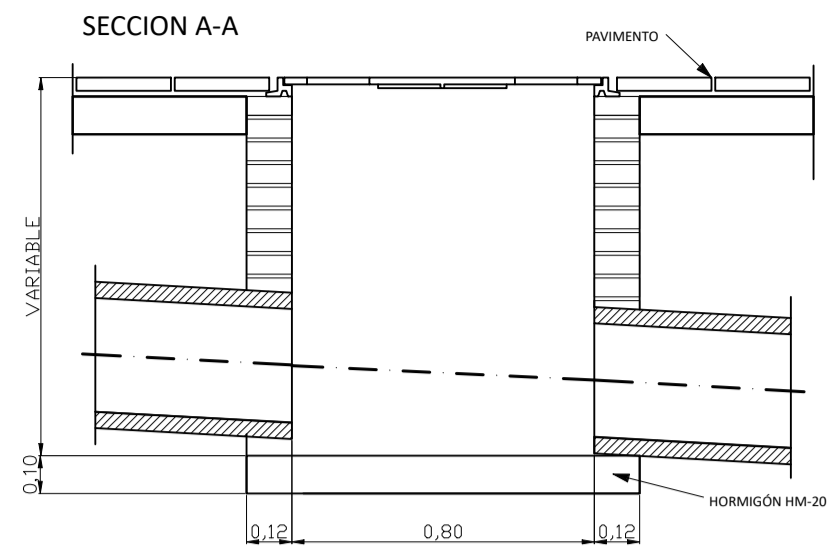 SECCION A-A
PAVIMENTO
VARIABLE
0,10
HORMIGÓN HM-20
0,12
0,80
0,12